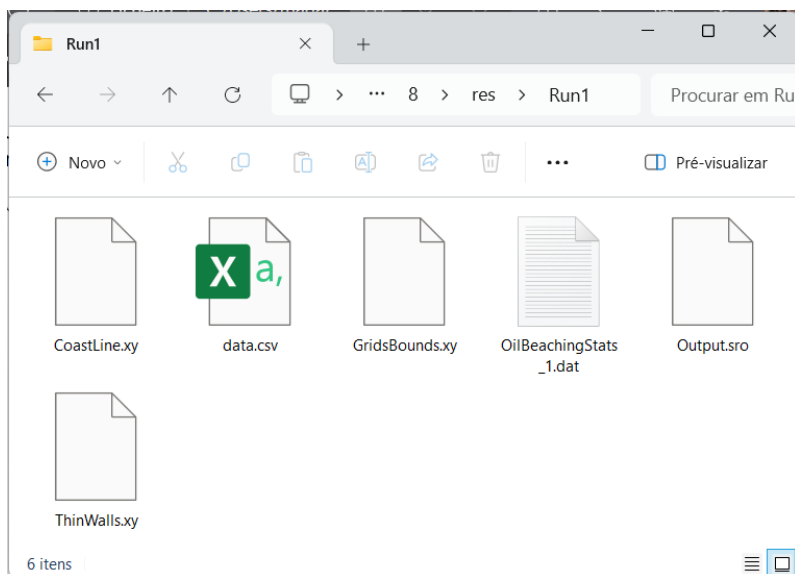 Run1
8 res Run1
Procurar em Ru
Novo
Pré-visualizar
a,
X
CoastLine.xy
data.csv
GridsBounds.xy
OilBeachingStats
_1.dat
Output.sro
ThinWalls.xy
6 itens